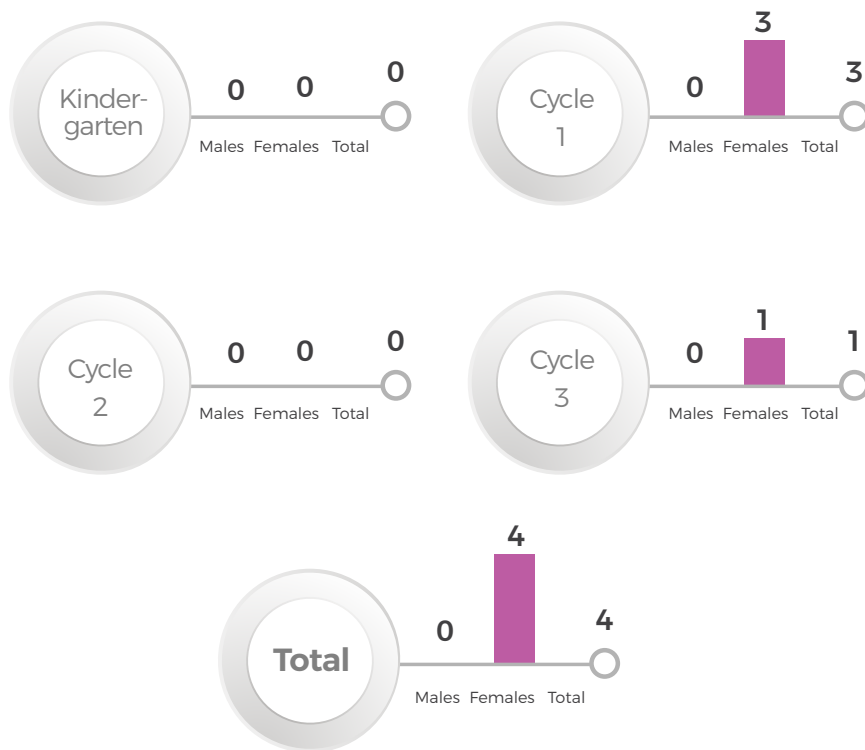 Kinder-
garten
0 0 0
Males Females Total
Cycle
1
0 3 3
Males Females Total
Cycle
2
0 0 0
Males Females Total
Cycle
3
0 1 1
Males Females Total
Total
0 4 4
Males Females Total